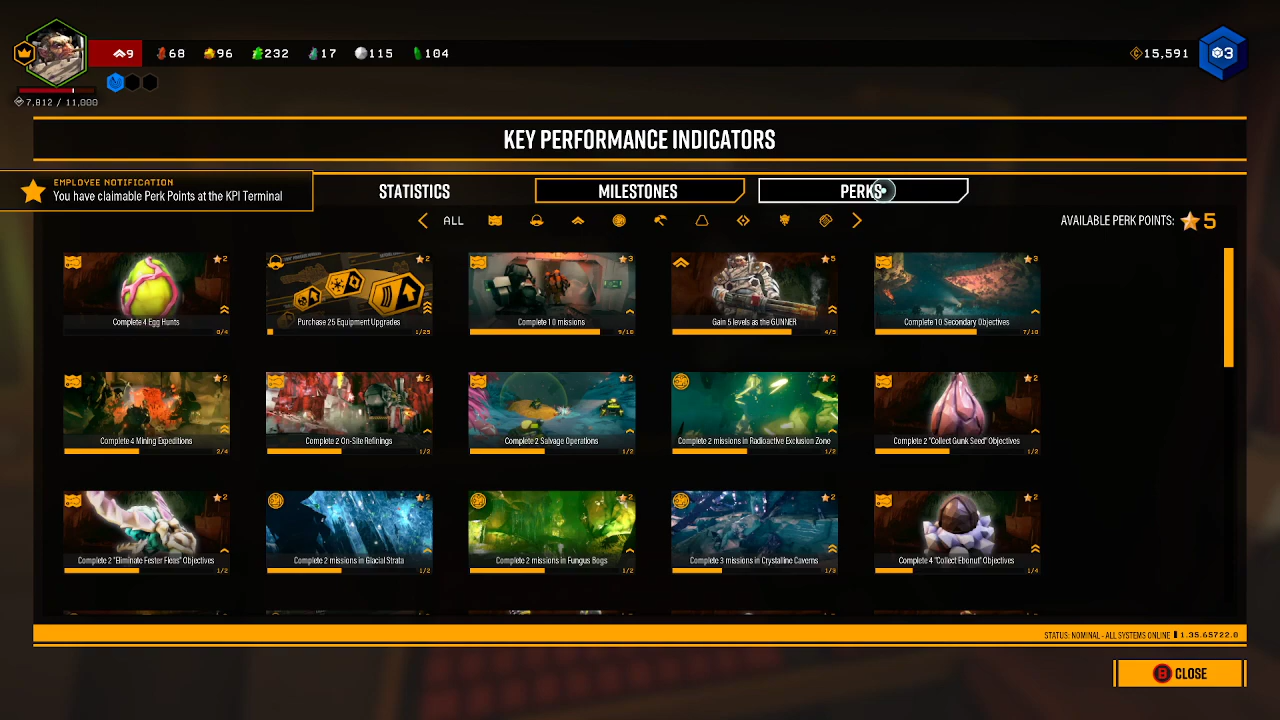 9 68 96 232 17 115 104 15,591 3
7,812 / 11,000
KEY PERFORMANCE INDICATORS
EMPLOYEE NOTIFICATION
You have claimable Perk Points at the KPI Terminal
STATISTICS MILESTONES PERKS
ALL
AVAILABLE PERK POINTS: 5
2 2 3 5 3
Complete 4 Egg Hunts Purchase 25 Equipment Upgrades Complete 10 missions Gain 5 levels as the GUNNER Complete 10 Secondary Objectives
0/4 1/25 9/10 4/5 7/10
2 2 2 2 2
Complete 4 Mining Expeditions Complete 2 On-Site Refinings Complete 2 Salvage Operations Complete 2 missions in Radioactive Exclusion Zone Complete 2 "Collect Gunk Seed" Objectives
2/4 1/2 1/2 1/2 1/2
2 2 2 2 2
Complete 2 "Eliminate Fester Fleas" Objectives Complete 2 missions in Glacial Strata Complete 2 missions in Fungus Bogs Complete 3 missions in Crystalline Caverns Complete 4 "Collect Ebonut" Objectives
1/2 1/2 1/2 1/3 1/4
STATUS: NOMINAL - ALL SYSTEMS ONLINE 1.35.65722.0
B CLOSE